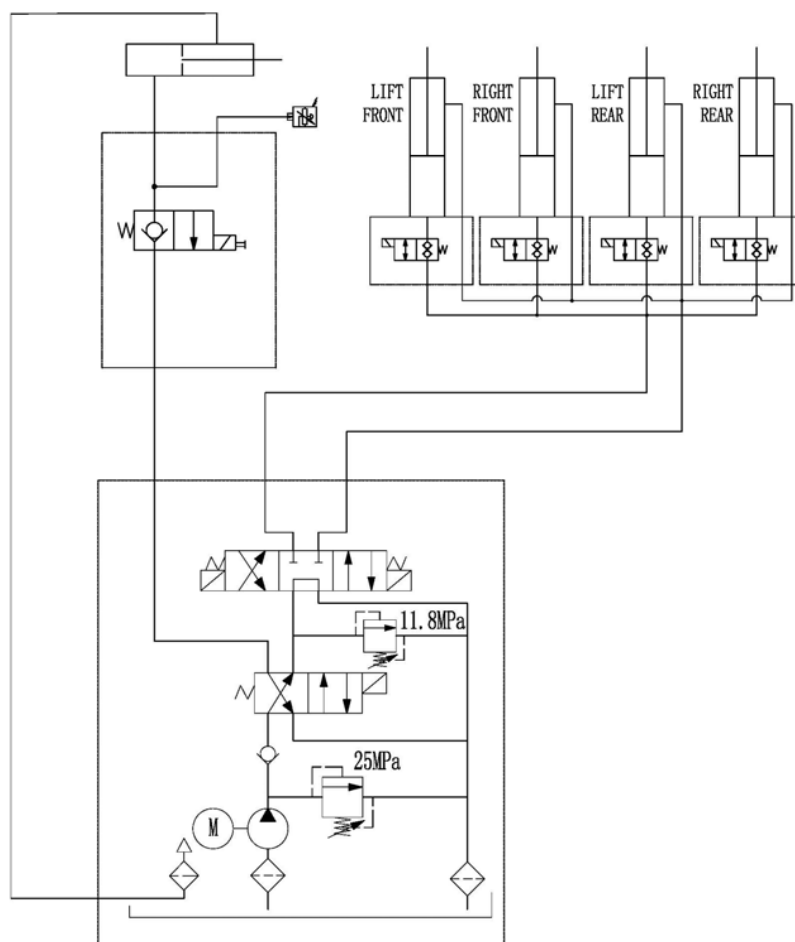 LIFT
FRONT
RIGHT
FRONT
LIFT
REAR
RIGHT
REAR
11.8MPa
25MPa
M